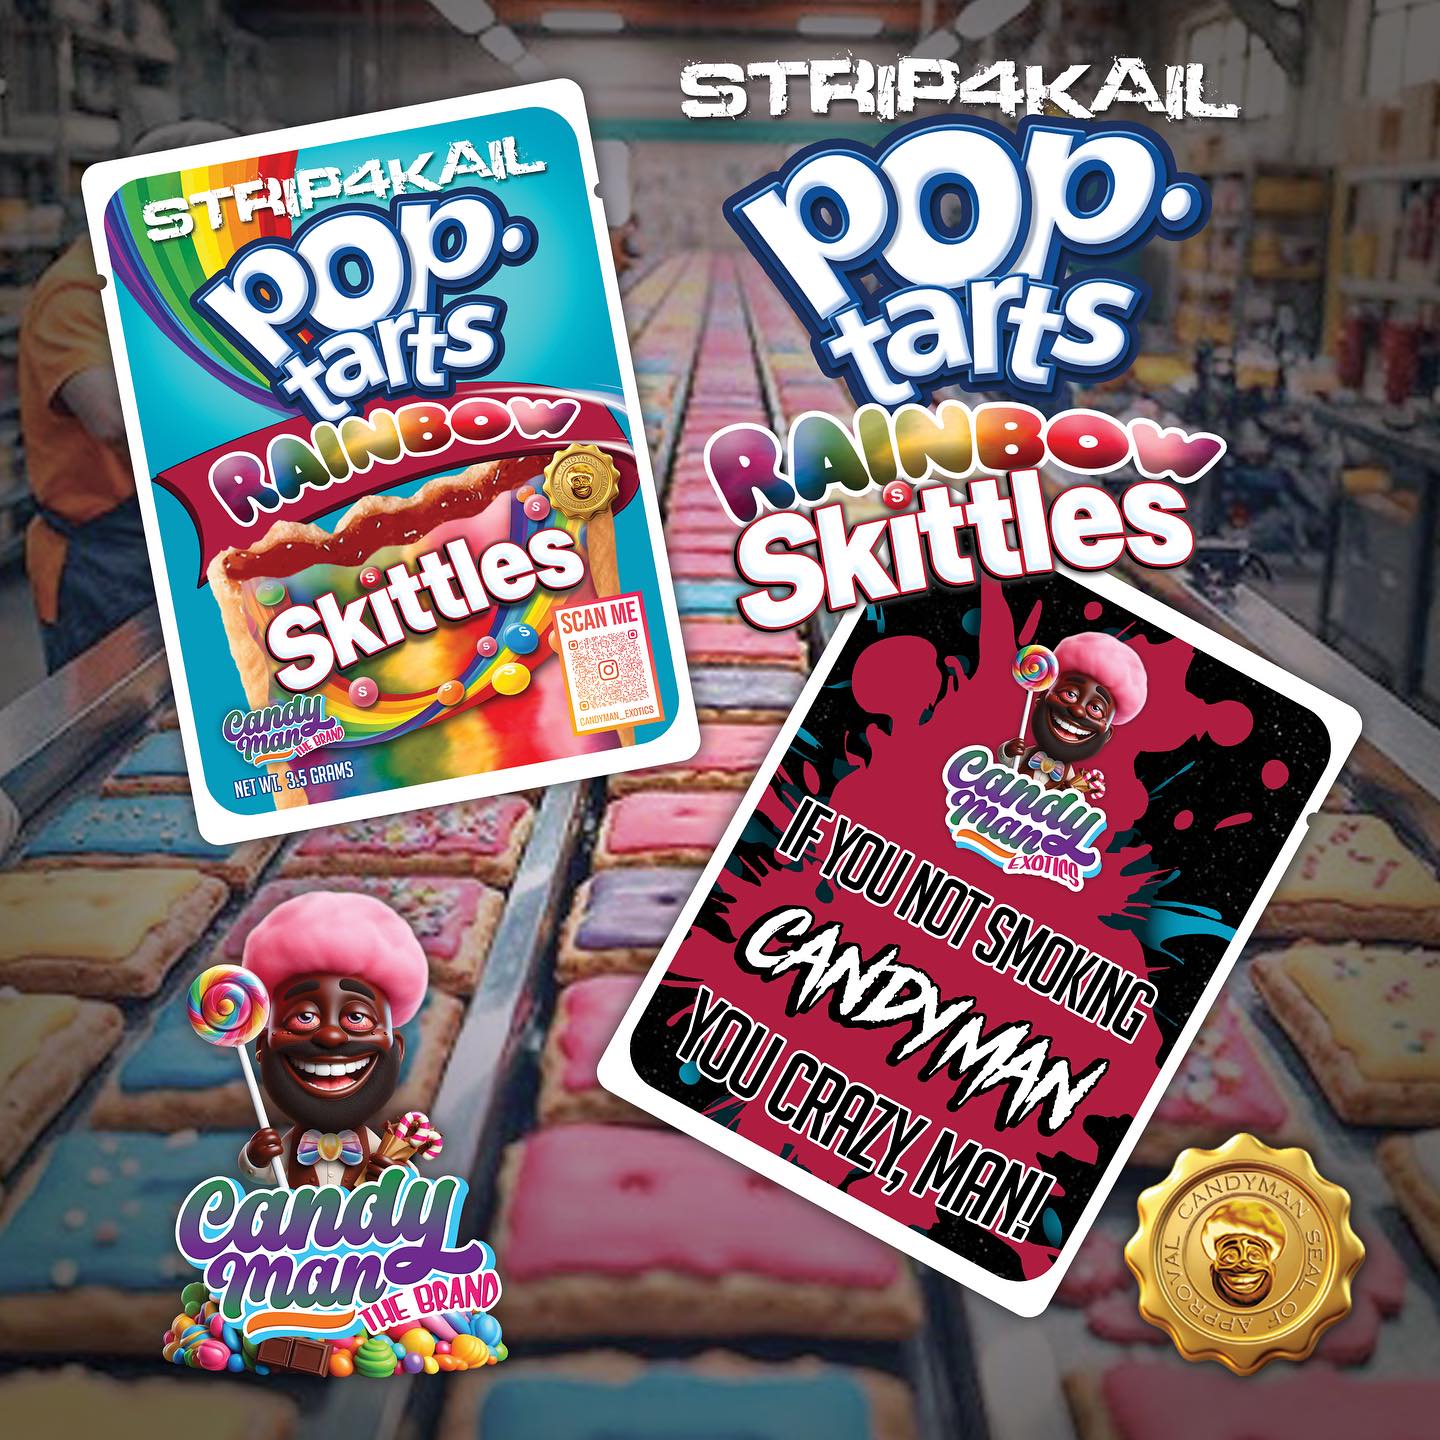 STRIP4KAIL
pop.
tarts
RAINBOW
Skittles
STRIP4KAIL
pop.
tarts
RAINBOW
S
S
S
Skittles
S
S
S
S
S
SCAN ME
CANDYMAN_EXOTICS
Candy
man
THE BRAND
NET WT. 3.5 GRAMS
Candy
man
EXOTICS
IF YOU NOT SMOKING
CANDYMAN
YOU CRAZY, MAN!
Candy
man
THE BRAND
CANDYMAN SEAL OF APPROVAL